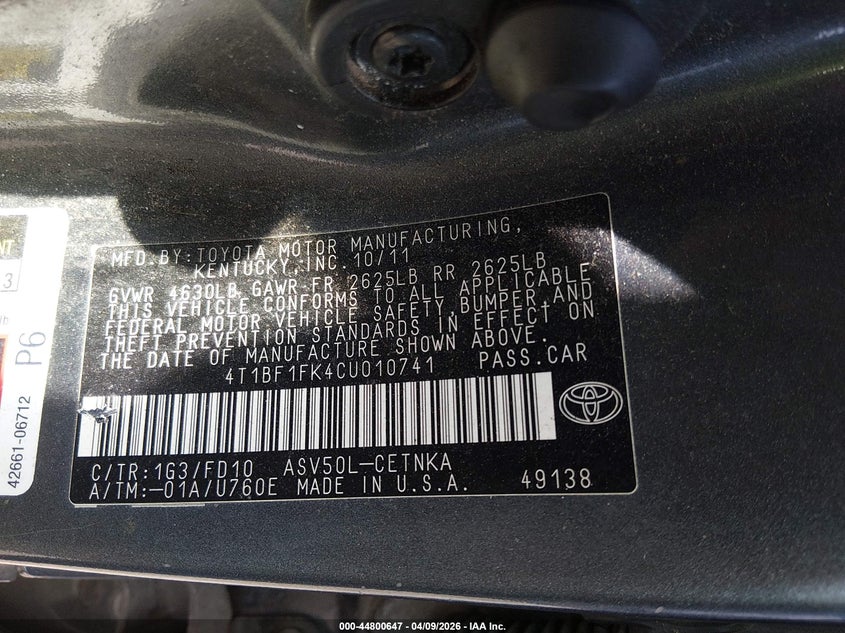 MFD.BY:TOYOTA MOTOR MANUFACTURING,
KENTUCKY, INC. 10/11
GVWR 4630LB GAWR FR 2625LB RR 2625LB
THIS VEHICLE CONFORMS TO ALL APPLICABLE
FEDERAL MOTOR VEHICLE SAFETY,BUMPER,AND
THEFT PREVENTION STANDARDS IN EFFECT ON
THE DATE OF MANUFACTURE SHOWN ABOVE.
4T1BF1FK4CU010741 PASS.CAR
C/TR:1G3/FD10 ASV50L-CETNKA
A/TM:-01A/U760E MADE IN U.S.A. 49138
NT
3
P6
42661-06712
000-44800647 - 04/09/2026 - IAA Inc.